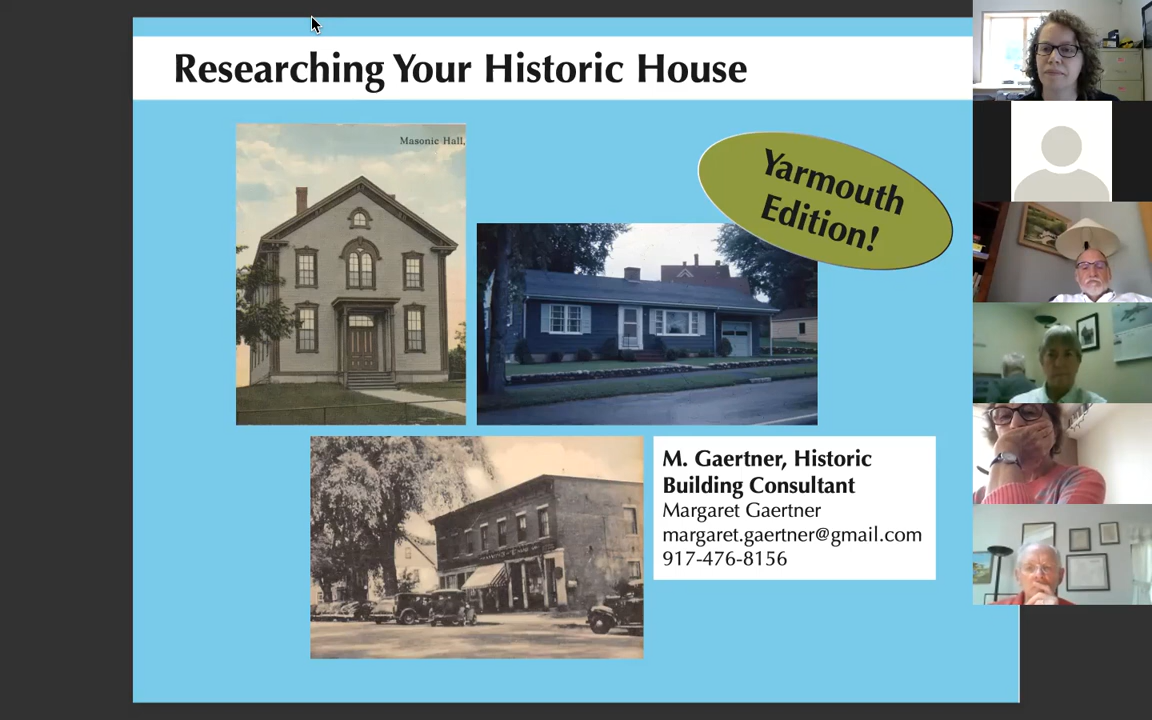 Researching Your Historic House
Masonic Hall,
Yarmouth
Edition!
M. Gaertner, Historic
Building Consultant
Margaret Gaertner
margaret.gaertner@gmail.com
917-476-8156